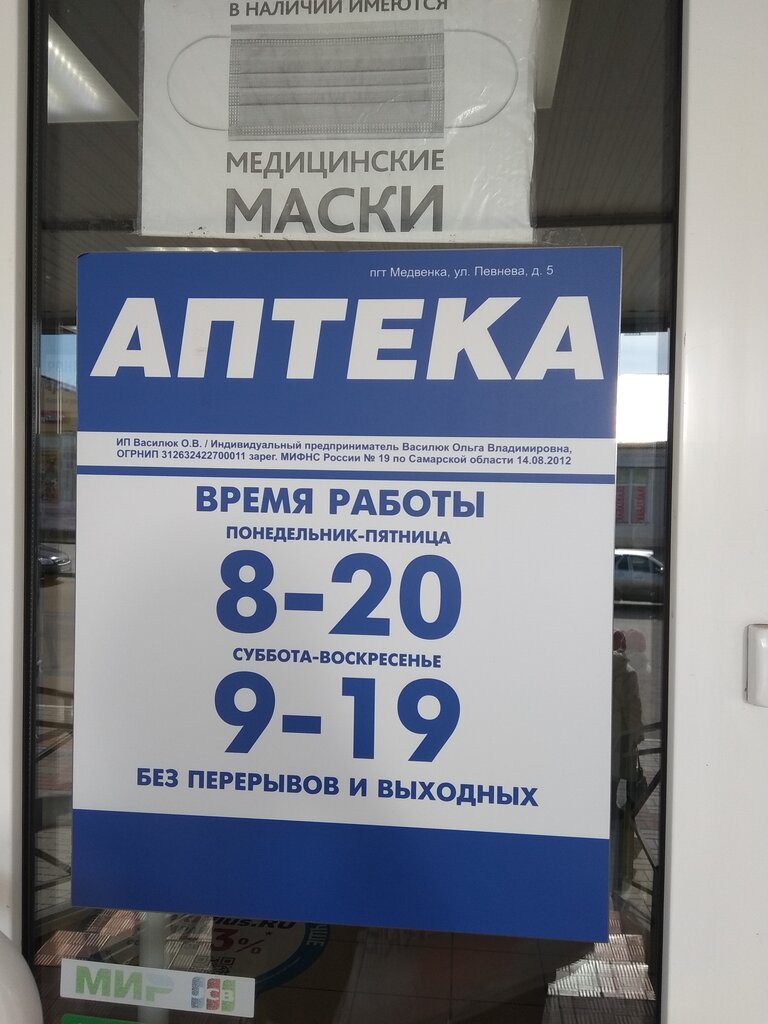 В НАЛИЧИИ ИМЕЮТСЯ
МЕДИЦИНСКИЕ
МАСКИ
пгт Медвенка, ул. Певнева, д. 5
АПТЕКА
ИП Василюк О.В. / Индивидуальный предприниматель Василюк Ольга Владимировна,
ОГРНИП 312632422700011 зарег. МИФНС России № 19 по Самарской области 14.08.2012
ВРЕМЯ РАБОТЫ
ПОНЕДЕЛЬНИК-ПЯТНИЦА
8-20
СУББОТА-ВОСКРЕСЕНЬЕ
9-19
БЕЗ ПЕРЕРЫВОВ И ВЫХОДНЫХ
3%
МИР